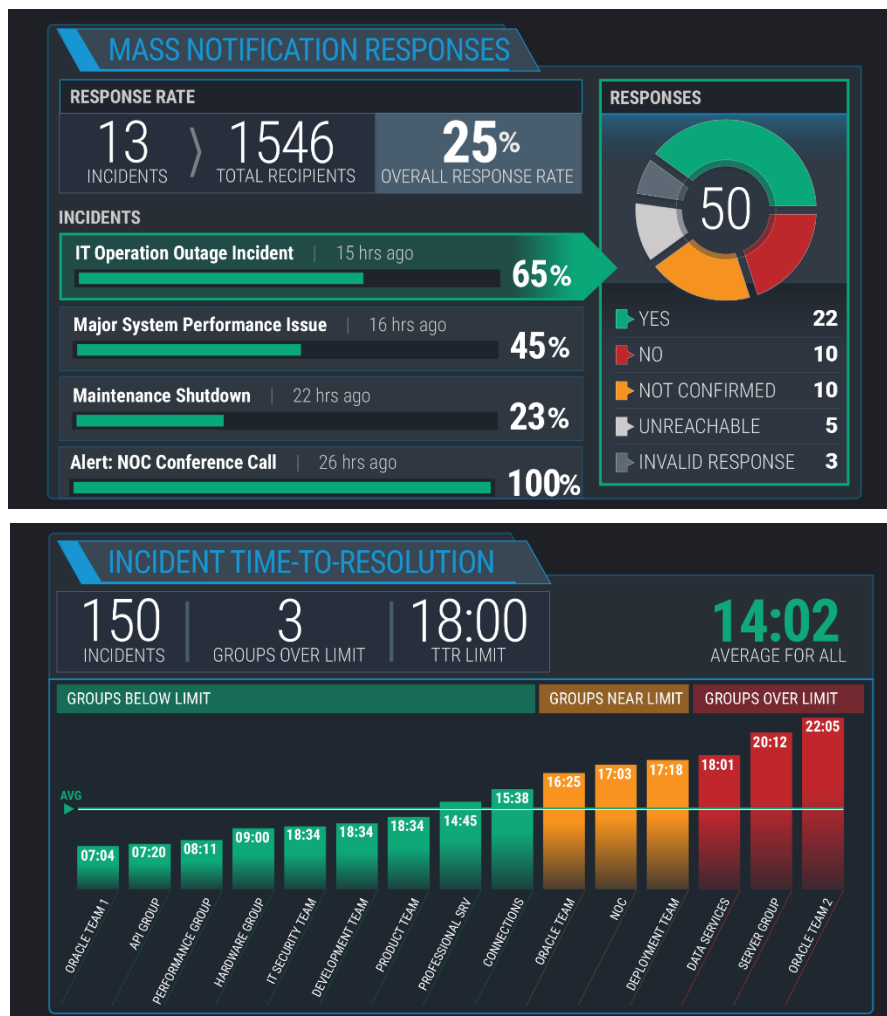 MASS NOTIFICATION RESPONSES
RESPONSE RATE
13
INCIDENTS
1546
TOTAL RECIPIENTS
25%
OVERALL RESPONSE RATE
INCIDENTS
IT Operation Outage Incident | 15 hrs ago
65%
Major System Performance Issue | 16 hrs ago
45%
Maintenance Shutdown | 22 hrs ago
23%
Alert: NOC Conference Call | 26 hrs ago
100%
RESPONSES
50
YES 22
NO 10
NOT CONFIRMED 10
UNREACHABLE 5
INVALID RESPONSE 3
INCIDENT TIME-TO-RESOLUTION
150
INCIDENTS
3
GROUPS OVER LIMIT
18:00
TTR LIMIT
14:02
AVERAGE FOR ALL
GROUPS BELOW LIMIT
GROUPS NEAR LIMIT
GROUPS OVER LIMIT
AVG
07:04
07:20
08:11
09:00
18:34
18:34
18:34
14:45
15:38
16:25
17:03
17:18
18:01
20:12
22:05
ORACLE TEAM 1
API GROUP
PERFORMANCE GROUP
HARDWARE GROUP
IT SECURITY TEAM
DEVELOPMENT TEAM
PRODUCT TEAM
PROFESSIONAL SRV
CONNECTIONS
ORACLE TEAM
NOC
DEPLOYMENT TEAM
DATA SERVICES
SERVER GROUP
ORACLE TEAM 2